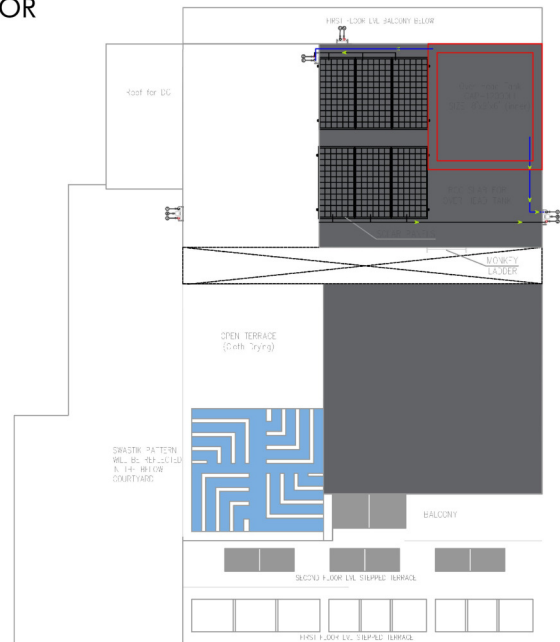 OR
FIRST FLOOR LVL BALCONY BELOW
Roof for DG
MONKEY
LADDER
OPEN TERRACE
(Cloth Drying)
SWASTIK PATTERN
WILL BE REFLECTED
IN THE BELOW
COURTYARD
BALCONY
SECOND FLOOR LVL STEPPED TERRACE
FIRST FLOOR LVL STEPPED TERRACE